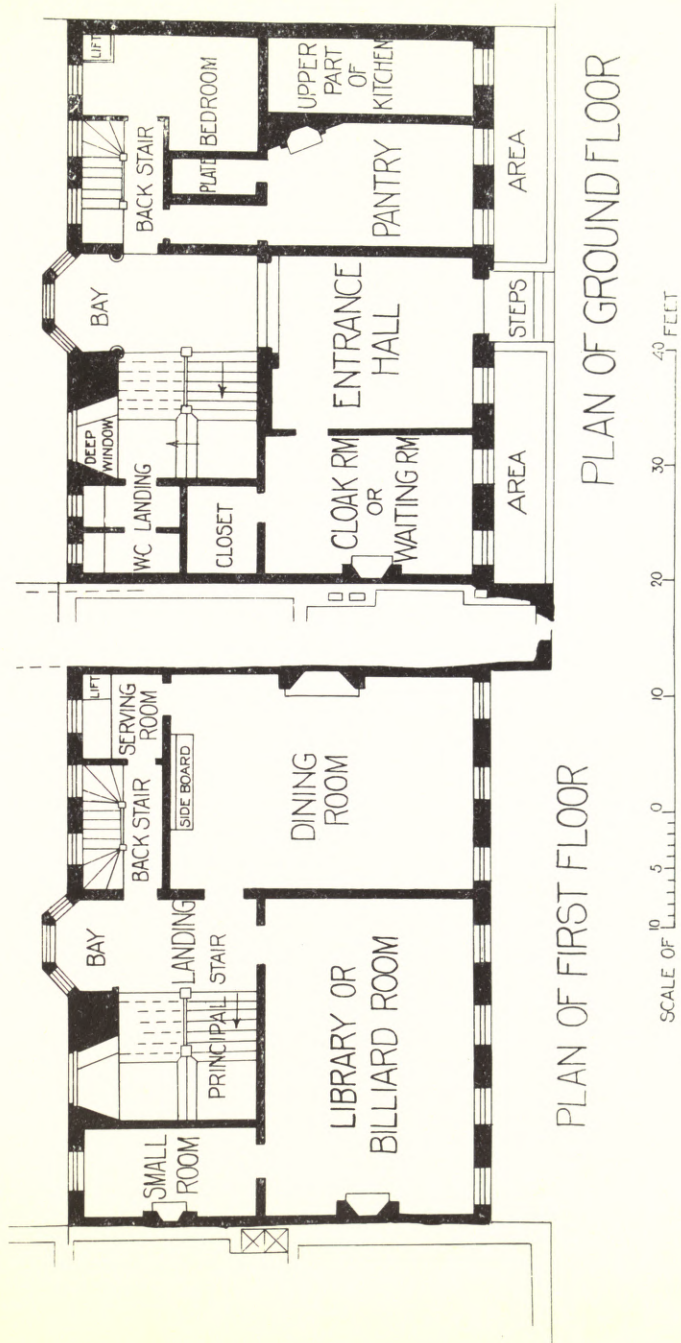 LIFT
BEDROOM
UPPER
PART
OF
KITCHEN
BACK STAIR
PLATE
PANTRY
AREA
BAY
ENTRANCE
HALL
STEPS
DEEP
WINDOW
LANDING
WC
CLOSET
CLOAK RM
OR
WAITING RM
AREA
PLAN OF GROUND FLOOR
LIFT
SERVING
ROOM
BACK STAIR
SIDE BOARD
DINING
ROOM
BAY
LANDING
PRINCIPAL STAIR
SMALL
ROOM
LIBRARY OR
BILLIARD ROOM
PLAN OF FIRST FLOOR
SCALE OF 10 5 0 10 20 30 40 FEET